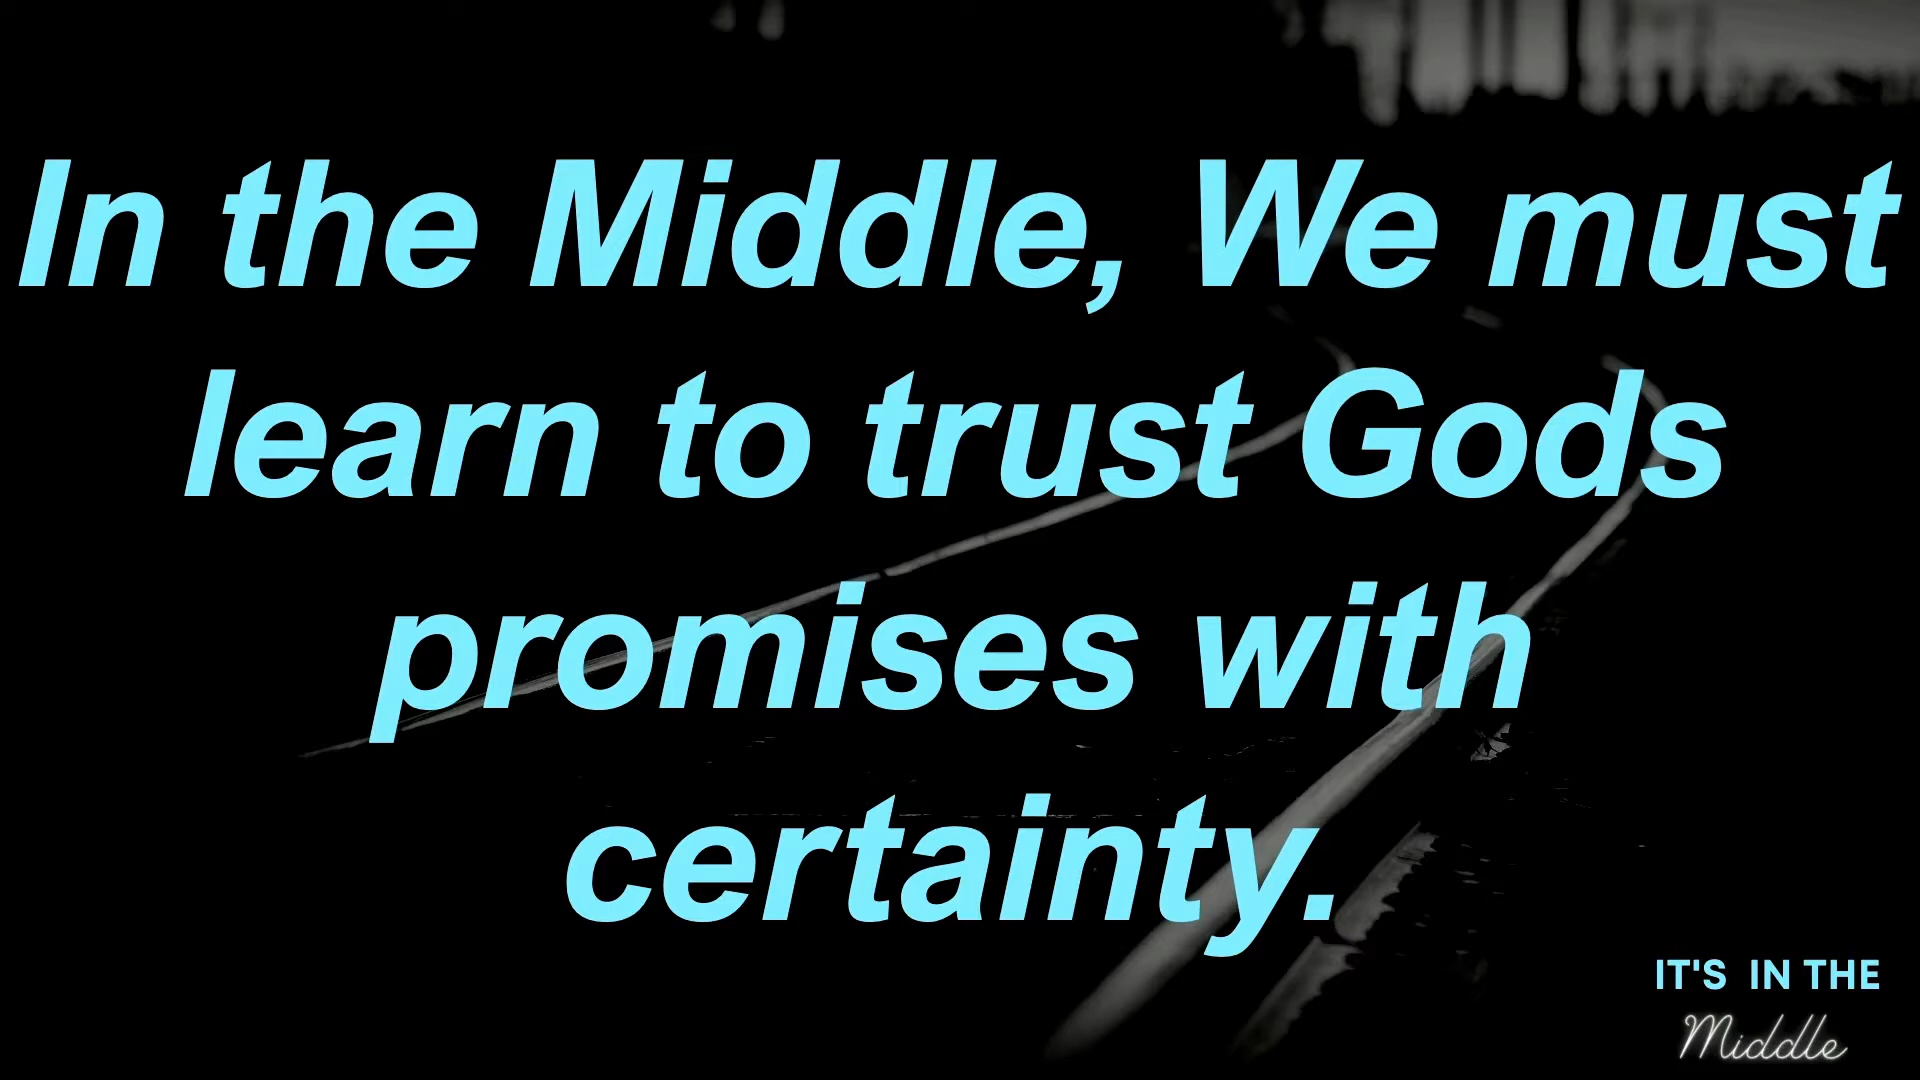 In the Middle, We must
learn to trust Gods
promises with
certainty.
IT'S IN THE
Middle